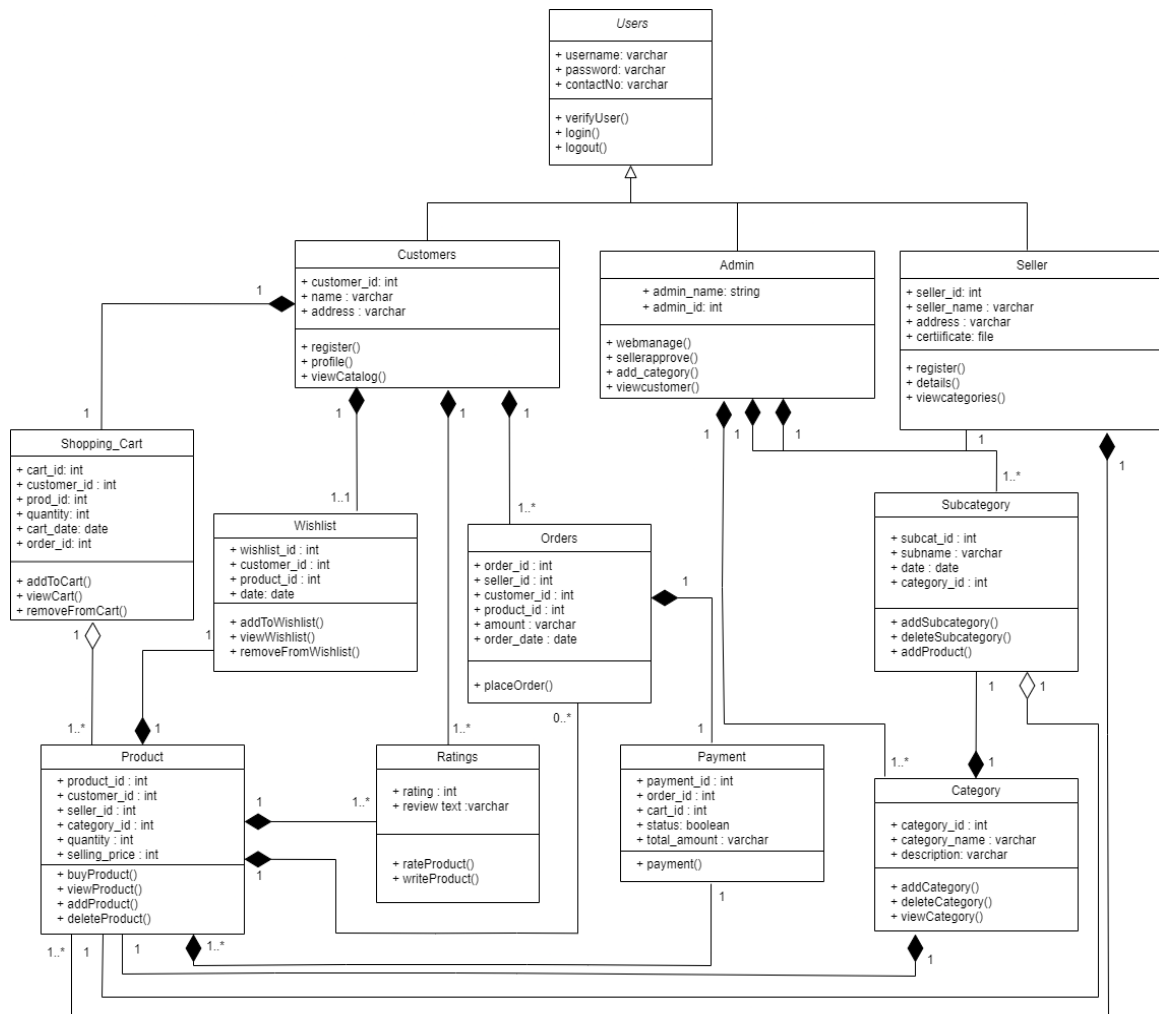 Users
+ username: varchar
+ password: varchar
+ contactNo: varchar
+ verifyUser()
+ login()
+ logout()
Customers
+ customer_id: int
+ name : varchar
+ address : varchar
+ register()
+ profile()
+ viewCatalog()
Admin
+ admin_name: string
+ admin_id: int
+ webmanage()
+ sellerapprove()
+ add_category()
+ viewcustomer()
Seller
+ seller_id: int
+ seller_name : varchar
+ address : varchar
+ certiificate: file
+ register()
+ details()
+ viewcategories()
1
1
1
1
1
1
1
1
1
1
Shopping_Cart
+ cart_id: int
+ customer_id : int
+ prod_id: int
+ quantity: int
+ cart_date: date
+ order_id: int
+ addToCart()
+ viewCart()
+ removeFromCart()
1..1
Wishlist
+ wishlist_id : int
+ customer_id : int
+ product_id : int
+ date: date
+ addToWishlist()
+ viewWishlist()
+ removeFromWishlist()
1..*
Orders
+ order_id : int
+ seller_id : int
+ customer_id : int
+ product_id : int
+ amount : varchar
+ order_date : date
+ placeOrder()
1..*
Subcategory
+ subcat_id : int
+ subname : varchar
+ date : date
+ category_id : int
+ addSubcategory()
+ deleteSubcategory()
+ addProduct()
1
1
1
1
1
1..*
1
1..*
0..*
1
1..*
1
Product
+ product_id : int
+ customer_id : int
+ seller_id : int
+ category_id : int
+ quantity : int
+ selling_price : int
+ buyProduct()
+ viewProduct()
+ addProduct()
+ deleteProduct()
1
1..*
1
Ratings
+ rating : int
+ review text :varchar
+ rateProduct()
+ writeProduct()
Payment
+ payment_id : int
+ order_id : int
+ cart_id : int
+ status: boolean
+ total_amount : varchar
+ payment()
Category
+ category_id : int
+ category_name : varchar
+ description: varchar
+ addCategory()
+ deleteCategory()
+ viewCategory()
1..*
1
1
1..*
1
1